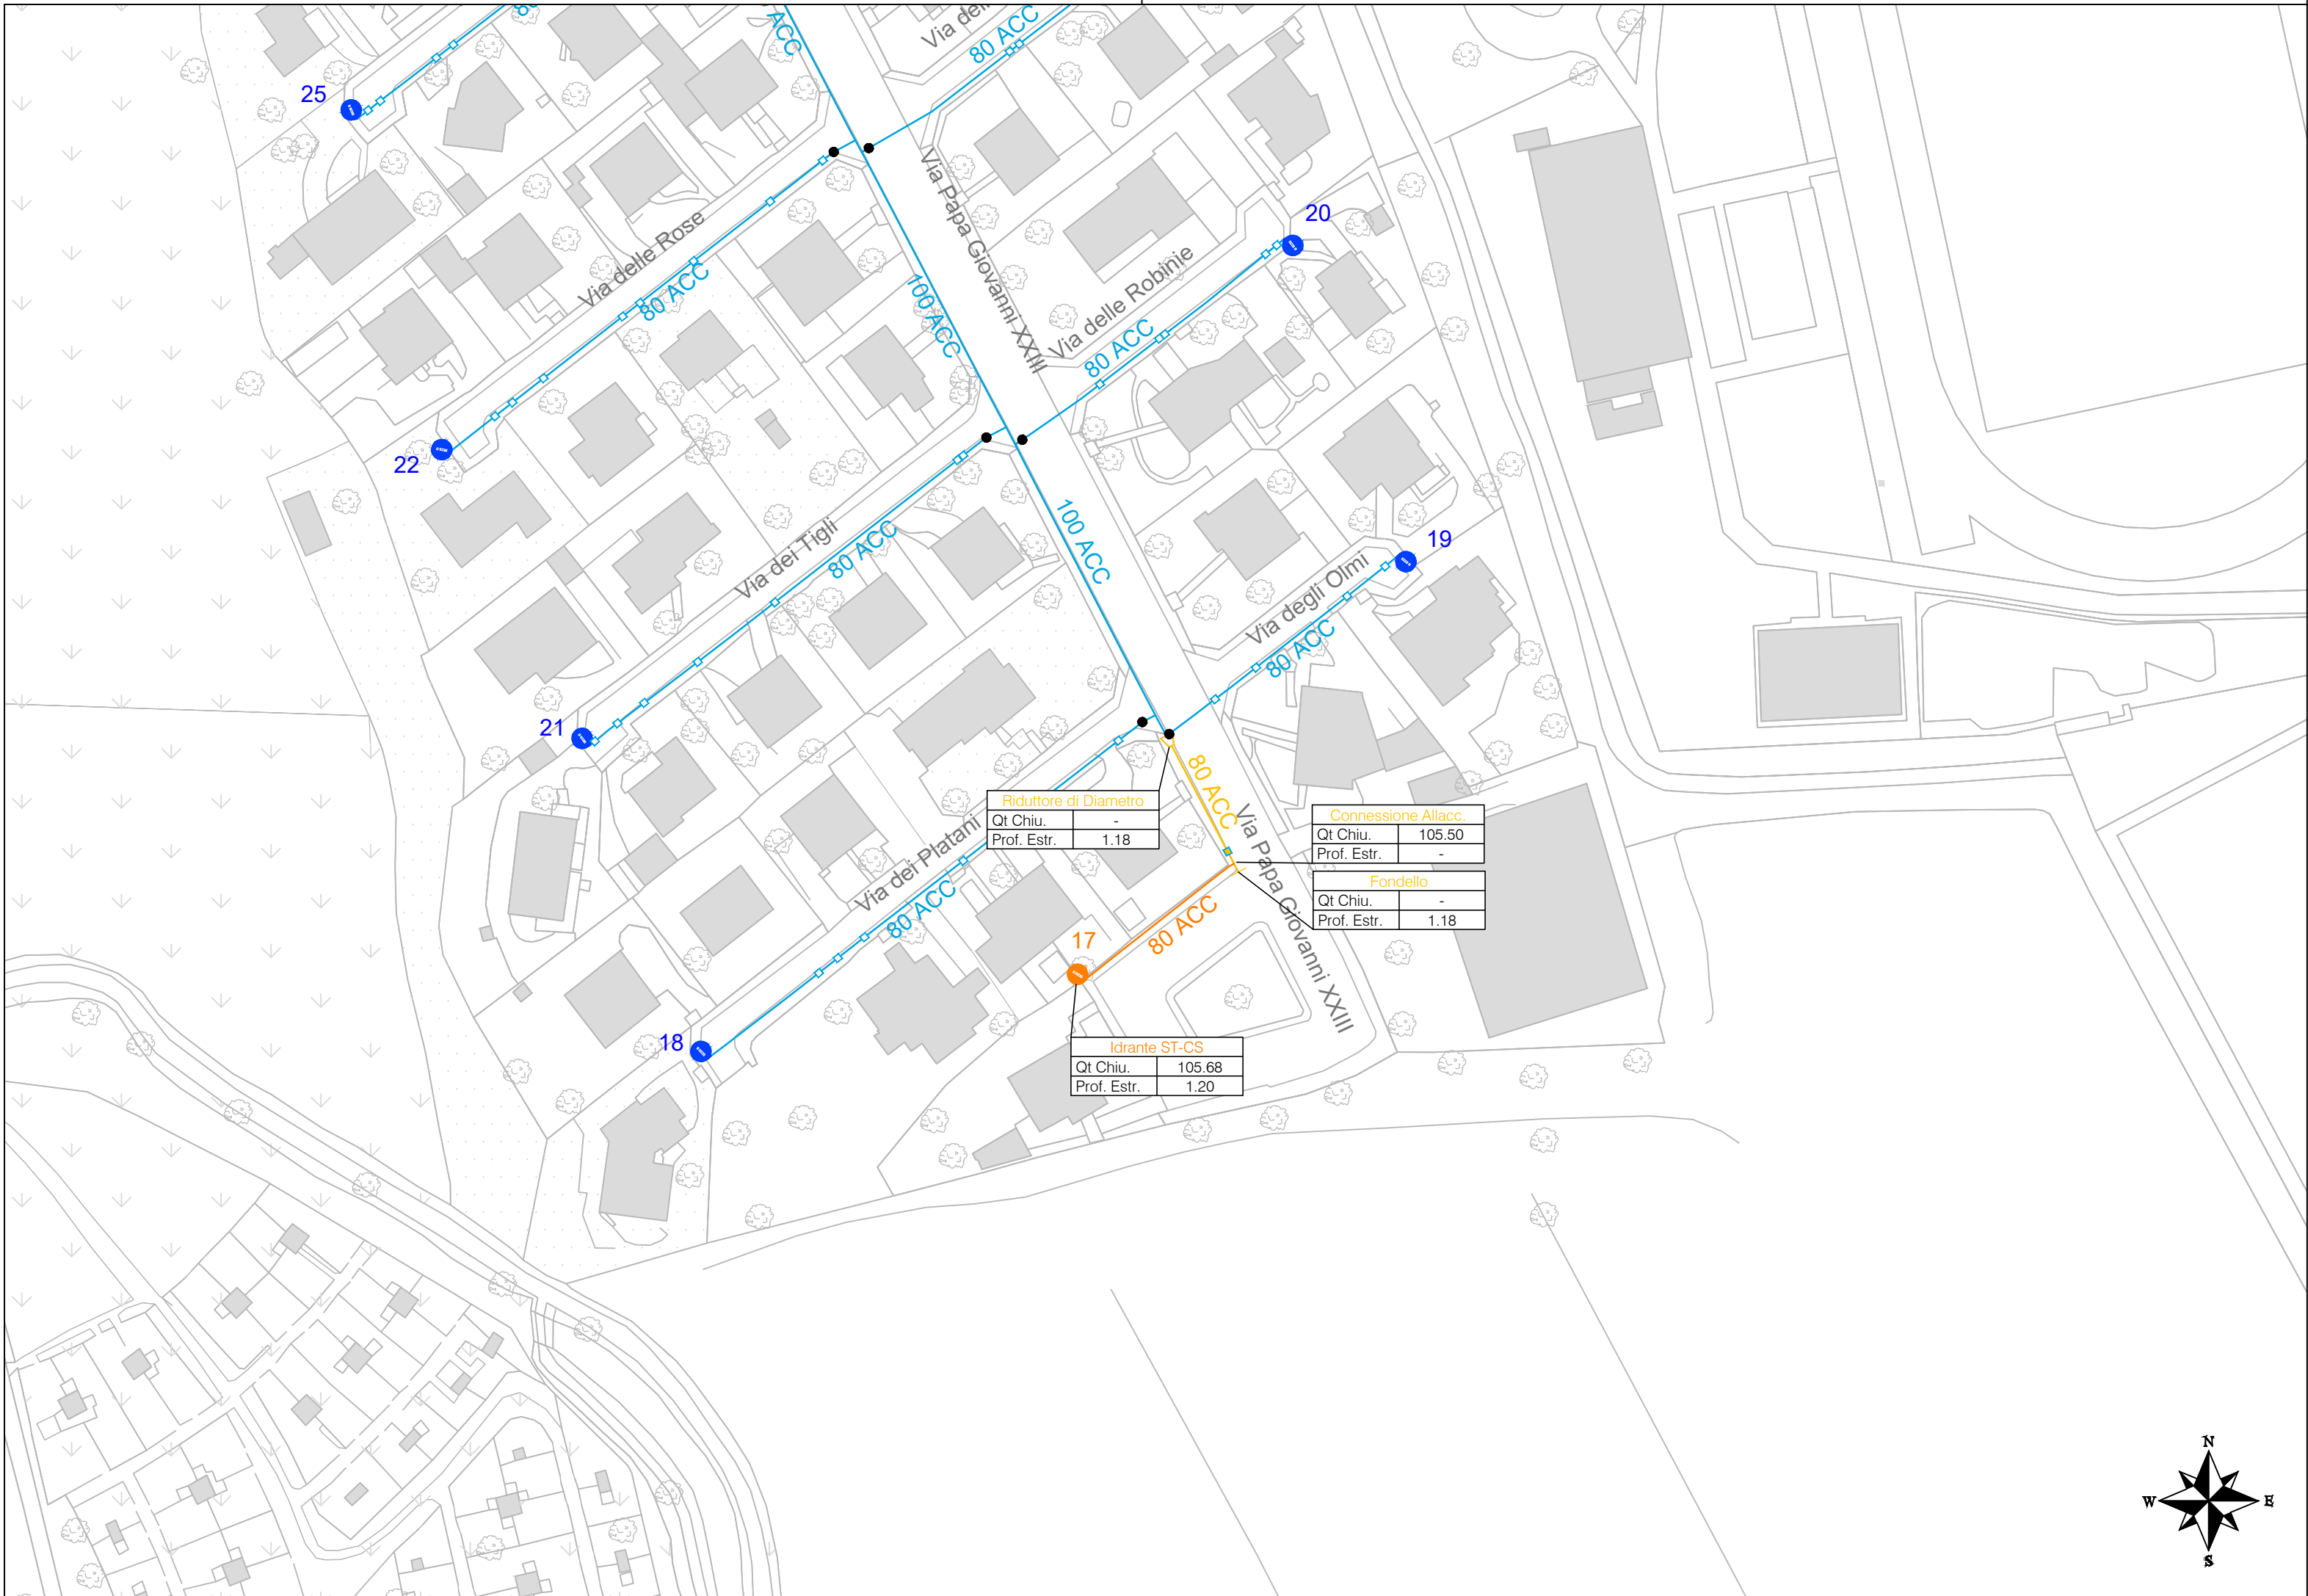 ACC
Via del
80 ACC
25
Via Papa Giovanni XXIII
20
Via delle Rose
80 ACC
100 ACC
Via delle Robinie
80 ACC
22
100 ACC
19
Via dei Tigli
80 ACC
Via degli Olmi
80 ACC
21
80 ACC
Riduttore di Diametro
Qt Chiu. -
Prof. Estr. 1.18
Connessione Allacc.
Qt Chiu. 105.50
Prof. Estr. -
Via Papa Giovanni XXIII
Via dei Platani
80 ACC
Fondello
Qt Chiu. -
Prof. Estr. 1.18
80 ACC
17
18
Idrante ST-CS
Qt Chiu. 105.68
Prof. Estr. 1.20
N
W
E
S